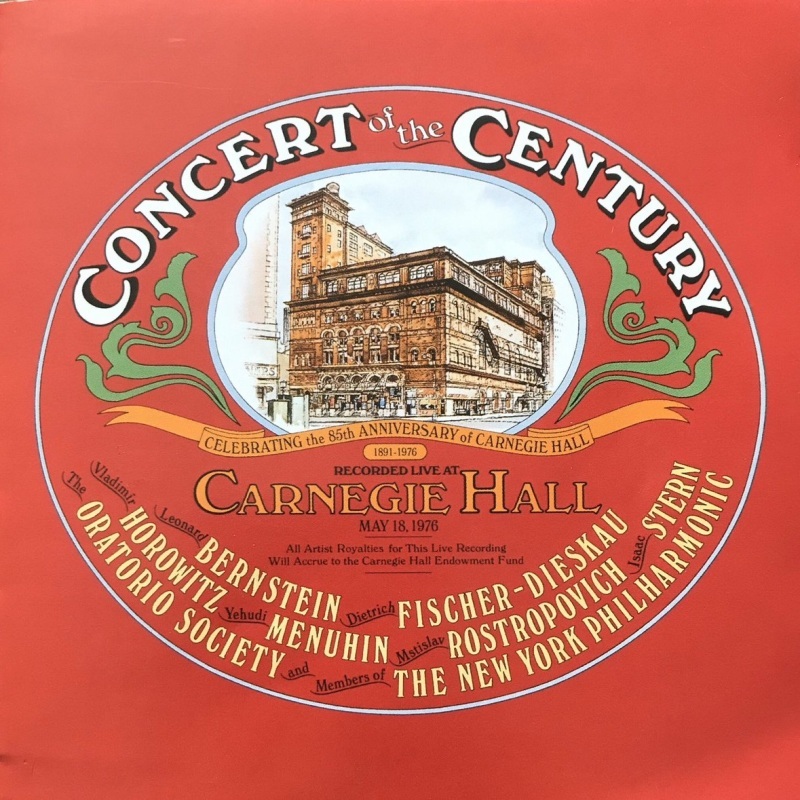 CONCERT of the CENTURY
CELEBRATING the 85th ANNIVERSARY of CARNEGIE HALL
1891-1976
RECORDED LIVE AT
CARNEGIE HALL
MAY 18, 1976
All Artist Royalties for This Live Recording
Will Accrue to the Carnegie Hall Endowment Fund
Vladimir HOROWITZ
Leonard BERNSTEIN
Dietrich FISCHER-DIESKAU
Isaac STERN
Yehudi MENUHIN
Mstislav ROSTROPOVICH
The ORATORIO SOCIETY
and Members of THE NEW YORK PHILHARMONIC